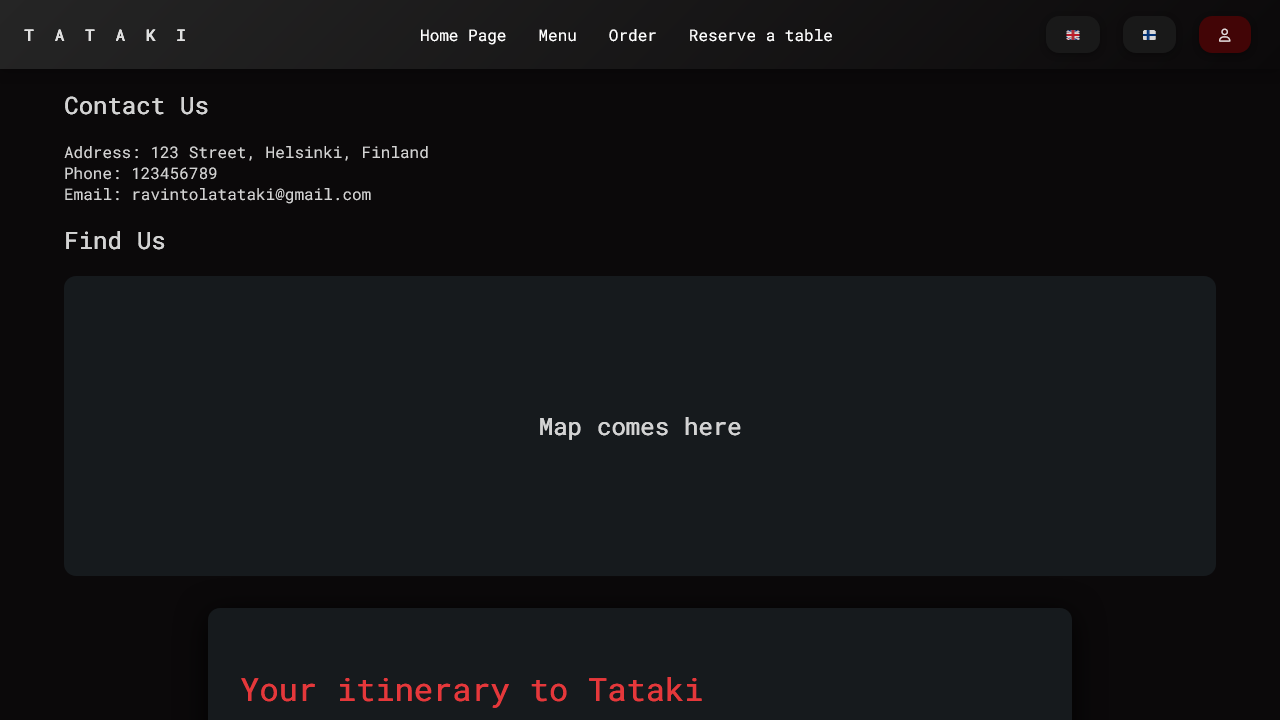 T A T A K I
Home Page
Menu
Order
Reserve a table
Contact Us
Address: 123 Street, Helsinki, Finland
Phone: 123456789
Email: ravintolatataki@gmail.com
Find Us
Map comes here
Your itinerary to Tataki